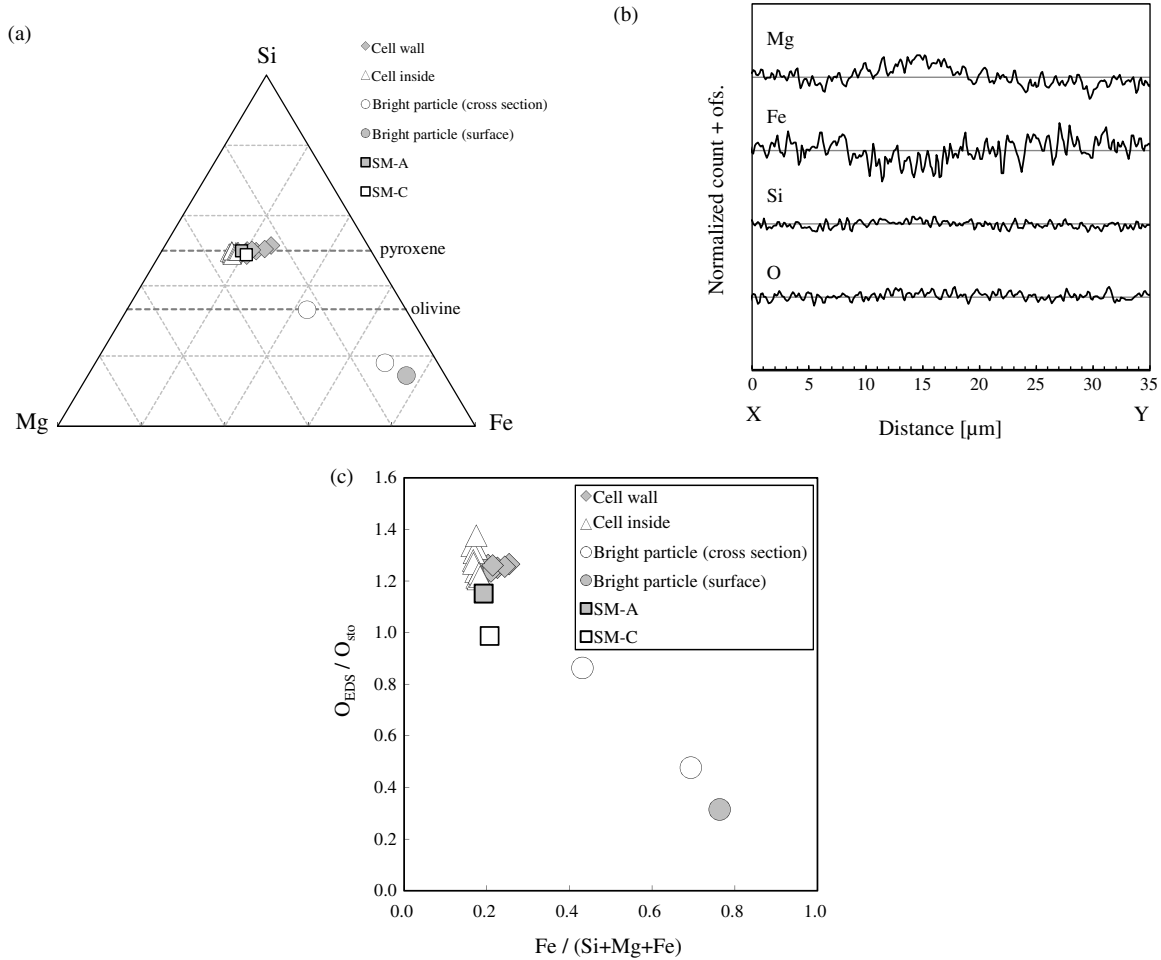 (a)
Si
Mg
Fe
Cell wall
Cell inside
Bright particle (cross section)
Bright particle (surface)
SM-A
SM-C
pyroxene
olivine
(b)
Normalized count + ofs.
Mg
Fe
Si
O
0 5 10 15 20 25 30 35
X Y
Distance [µm]
(c)
O_EDS / O_sto
1.6
1.4
1.2
1.0
0.8
0.6
0.4
0.2
0.0
Cell wall
Cell inside
Bright particle (cross section)
Bright particle (surface)
SM-A
SM-C
0.0 0.2 0.4 0.6 0.8 1.0
Fe / (Si+Mg+Fe)